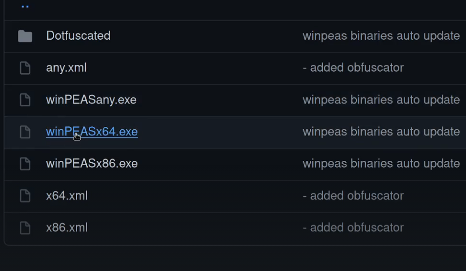 ..
Dotfuscated winpeas binaries auto update
any.xml - added obfuscator
winPEASany.exe winpeas binaries auto update
winPEASx64.exe winpeas binaries auto update
winPEASx86.exe winpeas binaries auto update
x64.xml - added obfuscator
x86.xml - added obfuscator